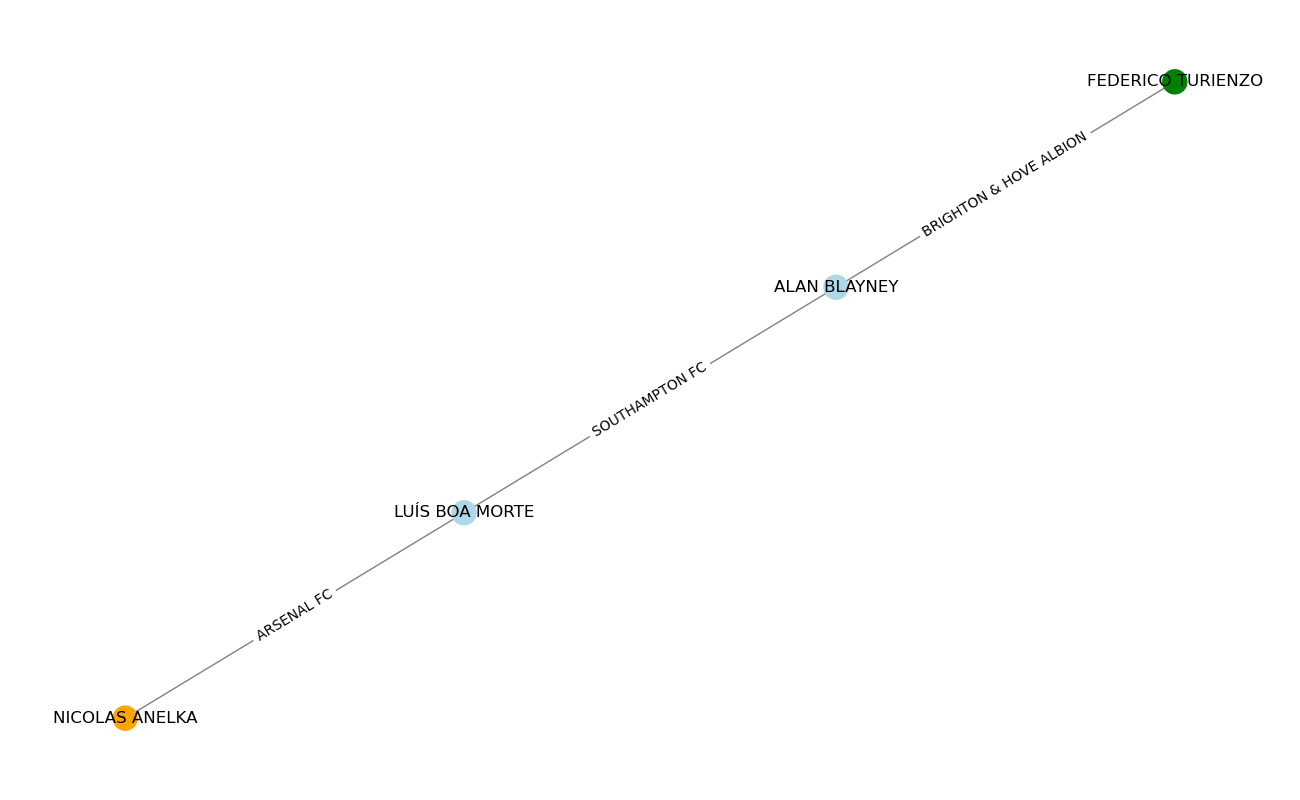 FEDERICO TURIENZO
BRIGHTON & HOVE ALBION
ALAN BLAYNEY
SOUTHAMPTON FC
LUÍS BOA MORTE
ARSENAL FC
NICOLAS ANELKA